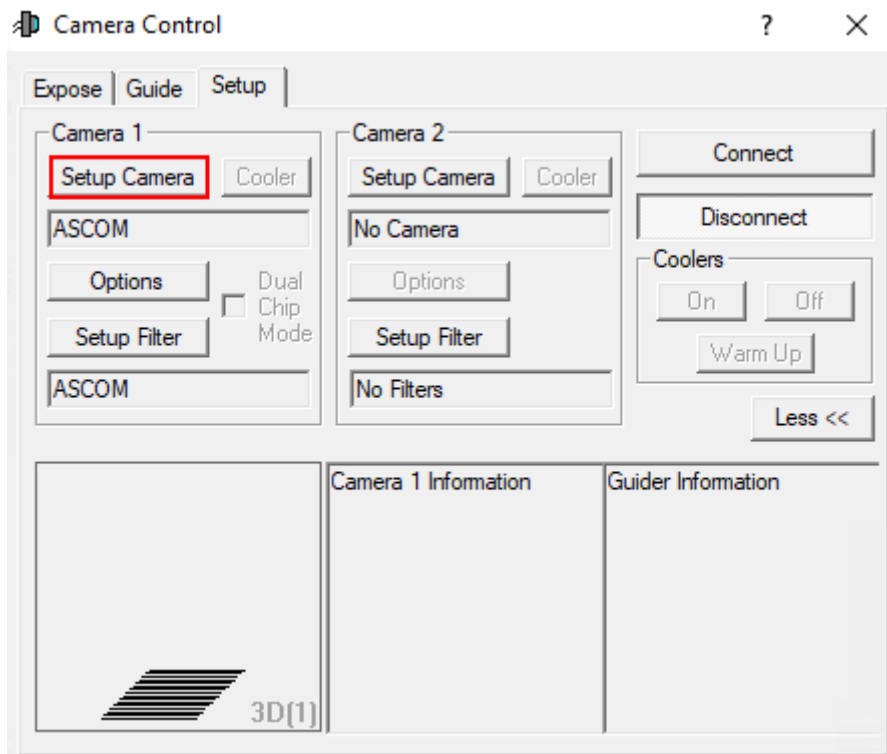 Camera Control ?
Expose Guide Setup
Camera 1
Setup Camera Cooler
ASCOM
Options
Dual Chip Mode
Setup Filter
ASCOM
Camera 2
Setup Camera Cooler
No Camera
Options
Setup Filter
No Filters
Connect
Disconnect
Coolers
On Off
Warm Up
Less <<
3D(1)
Camera 1 Information
Guider Information